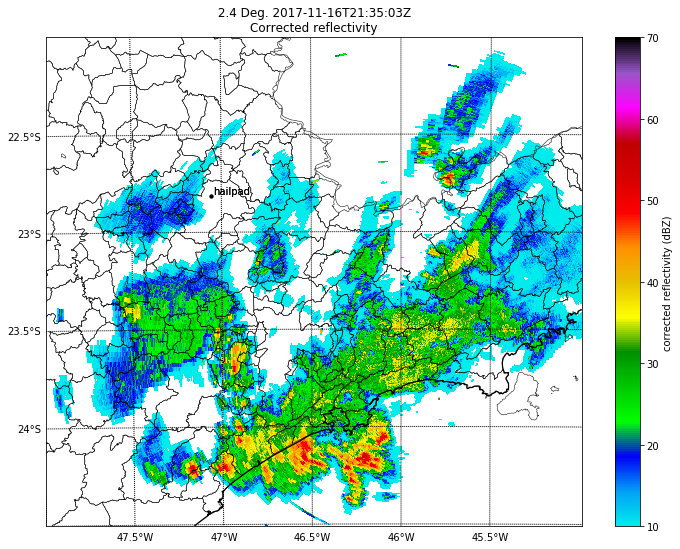 2.4 Deg. 2017-11-16T21:35:03Z
Corrected reflectivity
22.5°S
23°S
23.5°S
24°S
hailpad
47.5°W
47°W
46.5°W
46°W
45.5°W
70
60
50
40
30
20
10
corrected reflectivity (dBZ)